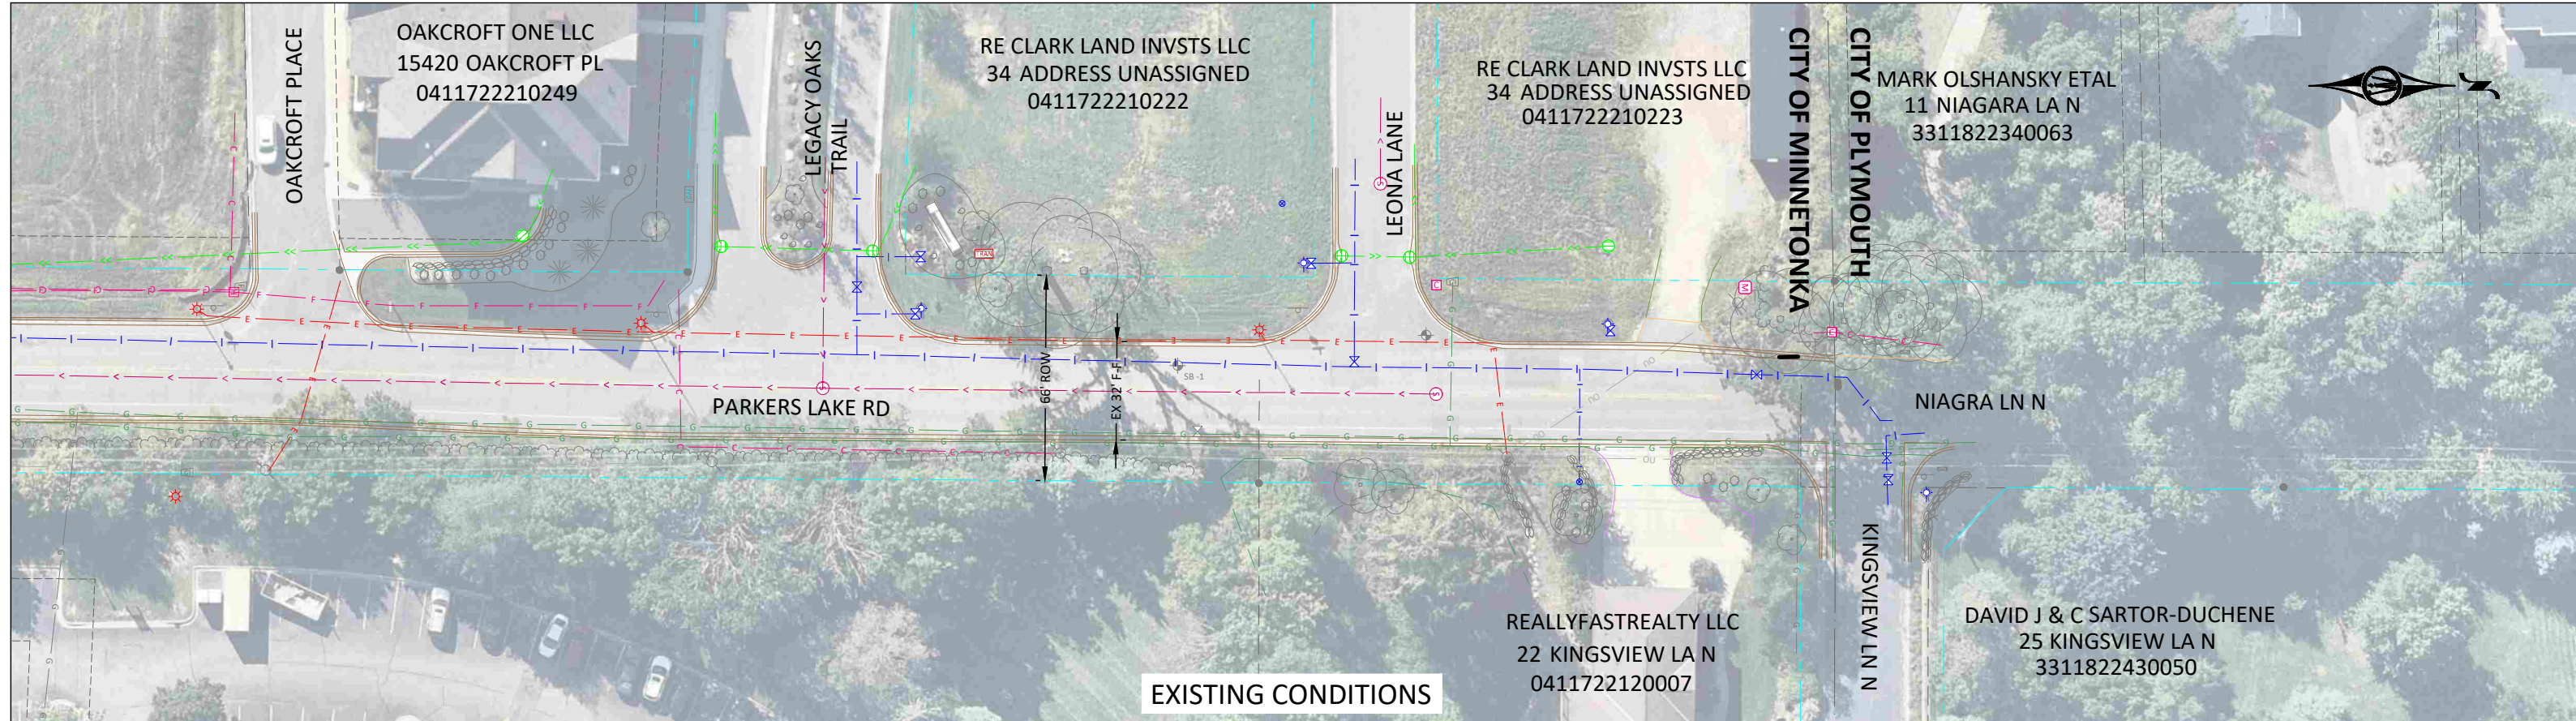 OAKCROFT PLACE
OAKCROFT ONE LLC
15420 OAKCROFT PL
0411722210249
LEGACY OAKS
TRAIL
RE CLARK LAND INVSTS LLC
34 ADDRESS UNASSIGNED
0411722210222
LEONA LANE
RE CLARK LAND INVSTS LLC
34 ADDRESS UNASSIGNED
0411722210223
CITY OF MINNETONKA
CITY OF PLYMOUTH
MARK OLSHANSKY ETAL
11 NIAGARA LA N
3311822340063
TRAN
66' ROW
EX 32' F-F
SB -1
PARKERS LAKE RD
NIAGRA LN N
KINGSVIEW LN N
REALLYFASTREALTY LLC
22 KINGSVIEW LA N
0411722120007
DAVID J & C SARTOR-DUCHENE
25 KINGSVIEW LA N
3311822430050
EXISTING CONDITIONS